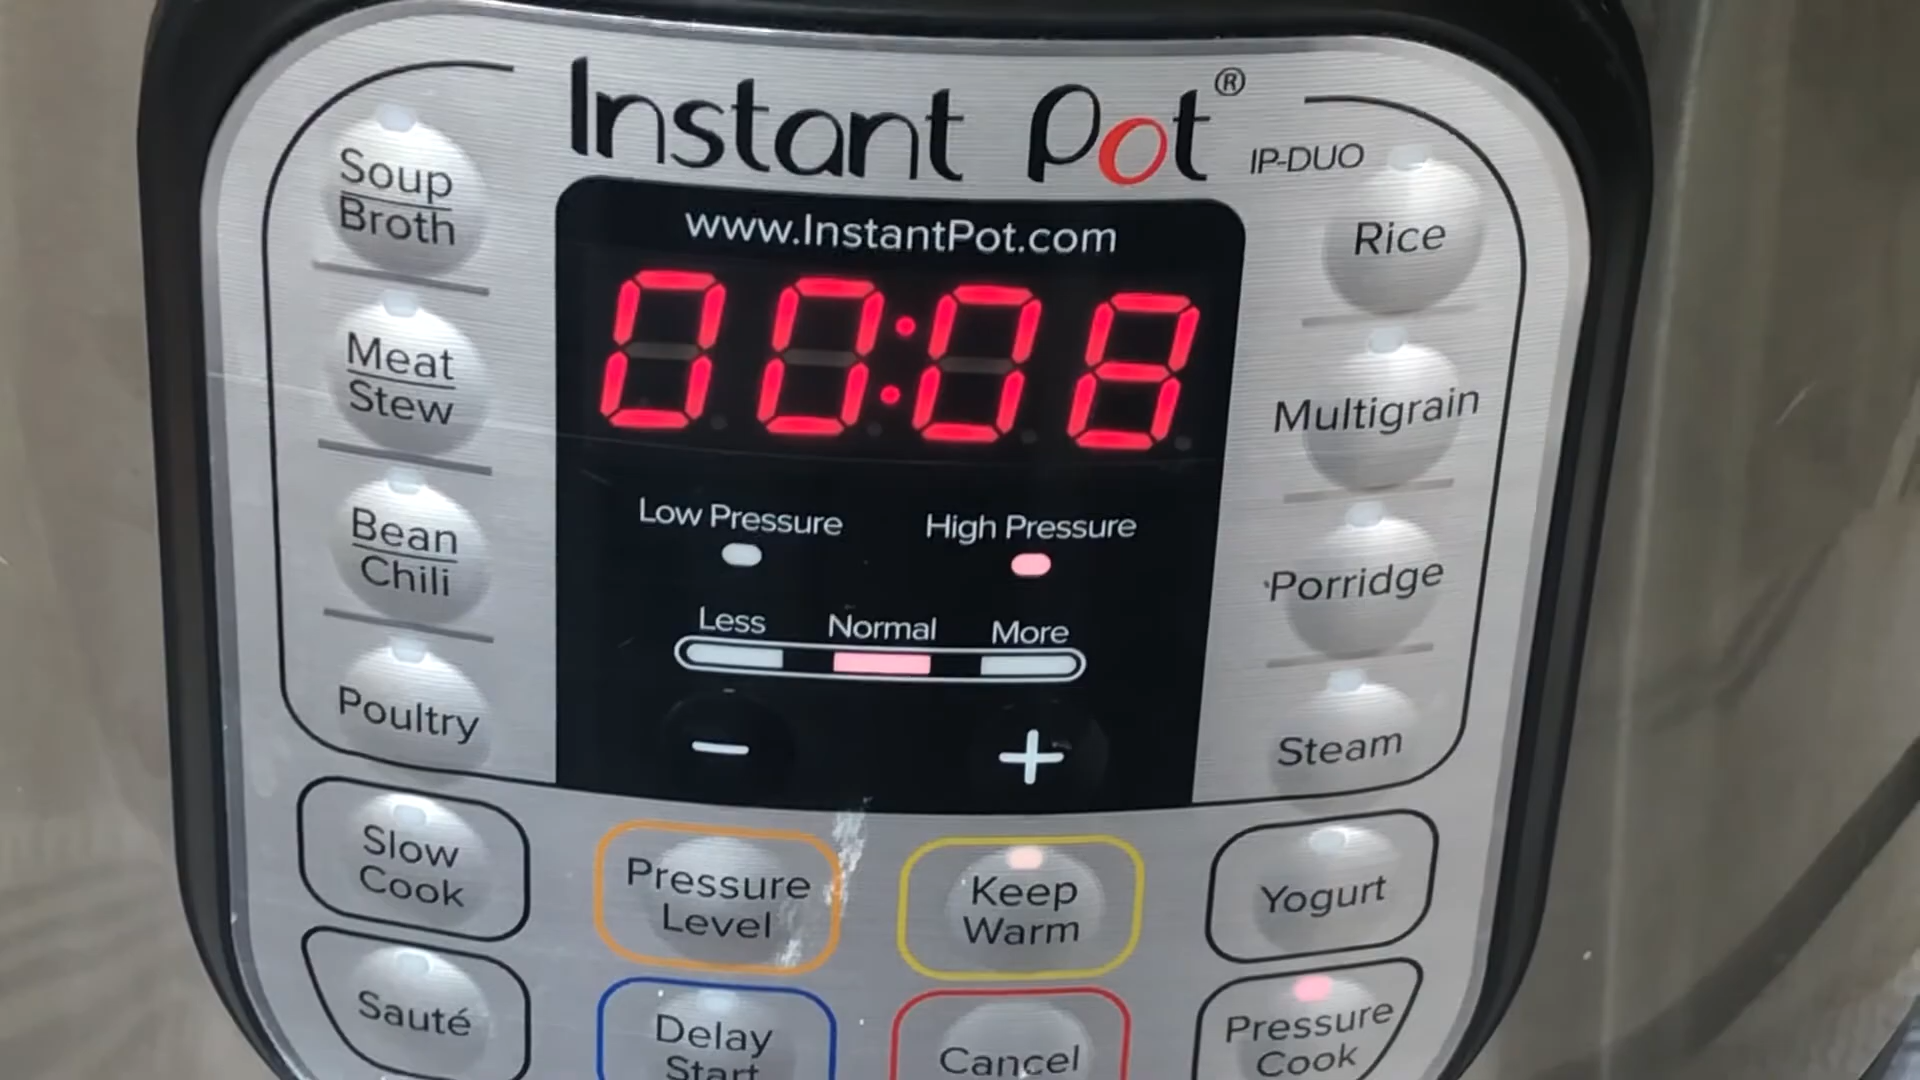 Instant Pot®
IP-DUO
www.InstantPot.com
00:08
Low Pressure
High Pressure
Less
Normal
More
−
+
Soup
Broth
Meat
Stew
Bean
Chili
Poultry
Rice
Multigrain
Porridge
Steam
Slow
Cook
Pressure
Level
Keep
Warm
Yogurt
Sauté
Delay
Start
Cancel
Pressure
Cook